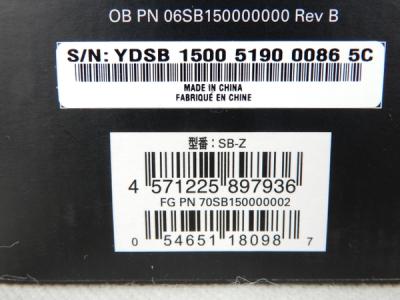 OB PN 06SB150000000 Rev B
S/N: YDSB 1500 5190 0086 5C
MADE IN CHINA
FABRIQUÉ EN CHINE
型番：SB-Z
4 571225 897936
FG PN 70SB150000002
0 54651 18098 7